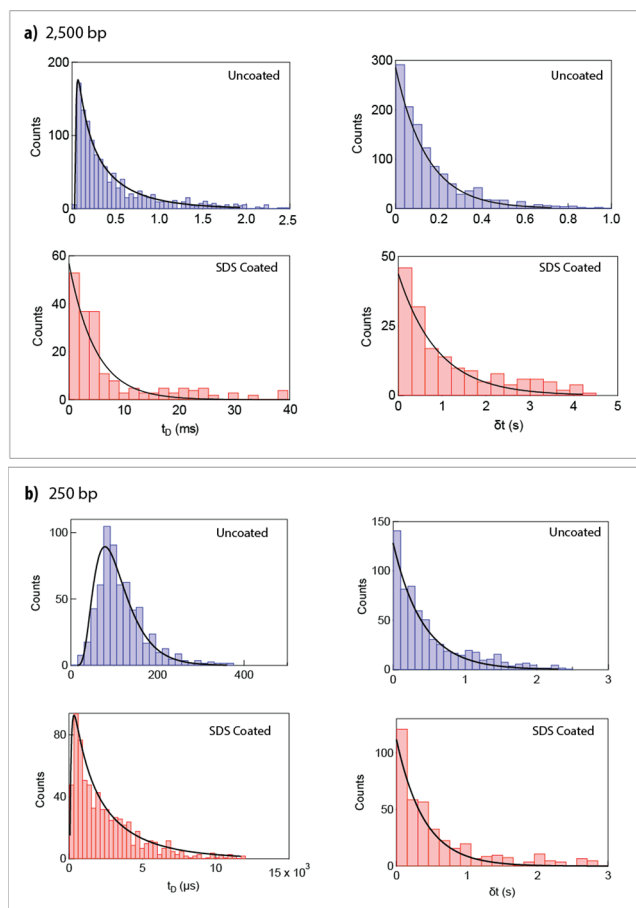 a) 2,500 bp
Uncoated
Counts
200
100
0
0
0.5
1.0
1.5
2.0
2.5
Uncoated
Counts
300
200
100
0
0.0
0.2
0.4
0.6
0.8
1.0
SDS Coated
Counts
60
40
20
0
0
10
20
30
40
tD (ms)
SDS Coated
Counts
50
25
0
0
1
2
3
4
5
δt (s)
b) 250 bp
Uncoated
Counts
100
50
0
0
200
400
Uncoated
Counts
150
100
50
0
0
1
2
3
SDS Coated
Counts
80
40
0
0
5
10
15 x 10³
tD (µs)
SDS Coated
Counts
100
50
0
0
1
2
3
δt (s)